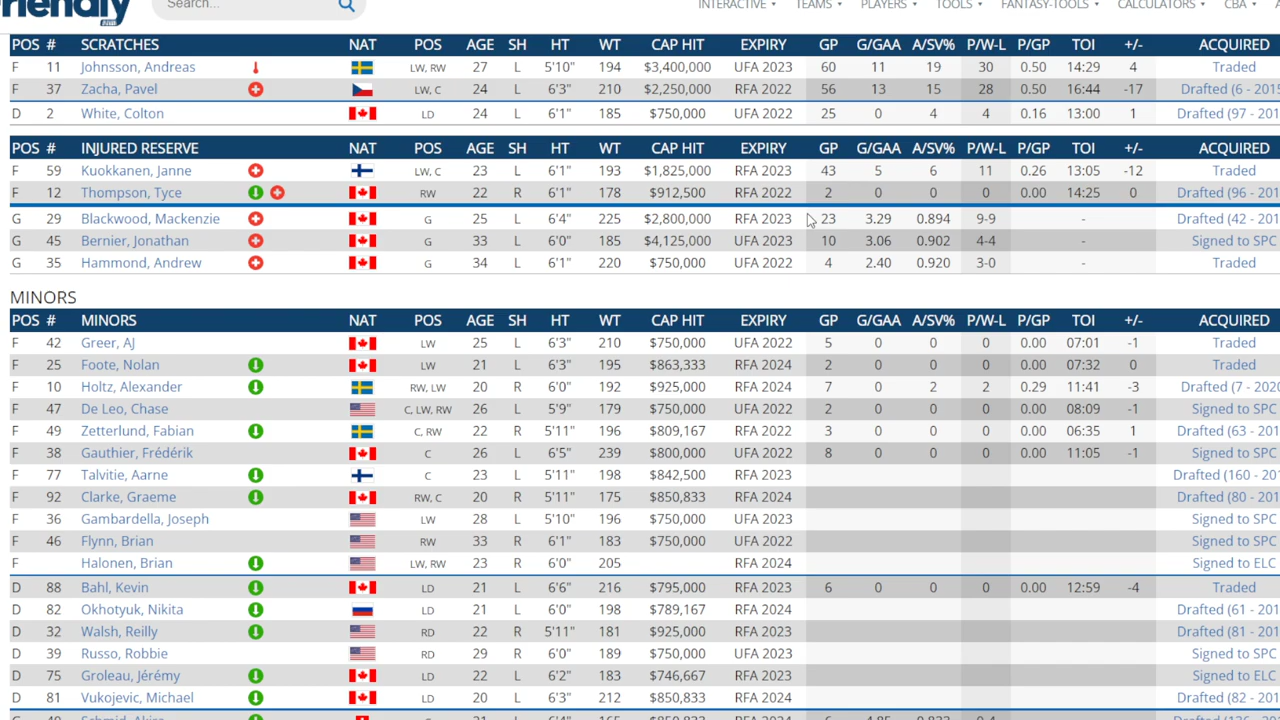 friendly
Search...
INTERACTIVE TEAMS PLAYERS TOOLS FANTASY-TOOLS CALCULATORS CBA
POS # SCRATCHES NAT POS AGE SH HT WT CAP HIT EXPIRY GP G/GAA A/SV% P/W-L P/GP TOI +/- ACQUIRED
F 11 Johnsson, Andreas LW, RW 27 L 5'10" 194 $3,400,000 UFA 2023 60 11 19 30 0.50 14:29 4 Traded
F 37 Zacha, Pavel LW, C 24 L 6'3" 210 $2,250,000 RFA 2022 56 13 15 28 0.50 16:44 -17 Drafted (6 - 2015
D 2 White, Colton LD 24 L 6'1" 185 $750,000 UFA 2022 25 0 4 4 0.16 13:00 1 Drafted (97 - 201
POS # INJURED RESERVE NAT POS AGE SH HT WT CAP HIT EXPIRY GP G/GAA A/SV% P/W-L P/GP TOI +/- ACQUIRED
F 59 Kuokkanen, Janne LW, C 23 L 6'1" 193 $1,825,000 RFA 2023 43 5 6 11 0.26 13:05 -12 Traded
F 12 Thompson, Tyce RW 22 R 6'1" 178 $912,500 RFA 2022 2 0 0 0 0.00 14:25 0 Drafted (96 - 201
G 29 Blackwood, Mackenzie G 25 L 6'4" 225 $2,800,000 RFA 2023 23 3.29 0.894 9-9 - Drafted (42 - 201
G 45 Bernier, Jonathan G 33 L 6'0" 185 $4,125,000 UFA 2023 10 3.06 0.902 4-4 - Signed to SPC
G 35 Hammond, Andrew G 34 L 6'1" 220 $750,000 UFA 2022 4 2.40 0.920 3-0 - Traded
MINORS
POS # MINORS NAT POS AGE SH HT WT CAP HIT EXPIRY GP G/GAA A/SV% P/W-L P/GP TOI +/- ACQUIRED
F 42 Greer, AJ LW 25 L 6'3" 210 $750,000 UFA 2022 5 0 0 0 0.00 07:01 -1 Traded
F 25 Foote, Nolan LW 21 L 6'3" 195 $863,333 RFA 2024 2 0 0 0 0.00 07:32 0 Traded
F 10 Holtz, Alexander RW, LW 20 R 6'0" 192 $925,000 RFA 2024 7 0 2 2 0.29 11:41 -3 Drafted (7 - 2020
F 47 De Leo, Chase C, LW, RW 26 L 5'9" 179 $750,000 UFA 2022 2 0 0 0 0.00 08:09 -1 Signed to SPC
F 49 Zetterlund, Fabian C, RW 22 R 5'11" 196 $809,167 RFA 2022 3 0 0 0 0.00 06:35 1 Drafted (63 - 201
F 38 Gauthier, Frédérik C 26 L 6'5" 239 $800,000 UFA 2022 8 0 0 0 0.00 11:05 -1 Signed to SPC
F 77 Talvitie, Aarne C 23 L 5'11" 198 $842,500 RFA 2023 Drafted (160 - 201
F 92 Clarke, Graeme RW, C 20 R 5'11" 175 $850,833 RFA 2024 Drafted (80 - 201
F 36 Gambardella, Joseph LW 28 L 5'10" 196 $750,000 UFA 2023 Signed to SPC
F 46 Flynn, Brian RW 33 R 6'1" 183 $750,000 UFA 2022 Signed to SPC
F Halonen, Brian LW, RW 23 L 6'0" 205 RFA 2024 Signed to ELC
D 88 Bahl, Kevin LD 21 L 6'6" 216 $795,000 RFA 2023 6 0 0 0 0.00 12:59 -4 Traded
D 82 Okhotyuk, Nikita LD 21 L 6'0" 198 $789,167 RFA 2024 Drafted (61 - 201
D 32 Walsh, Reilly RD 22 R 5'11" 181 $925,000 RFA 2023 Drafted (81 - 201
D 39 Russo, Robbie RD 29 R 6'0" 189 $750,000 UFA 2023 Signed to SPC
D 75 Groleau, Jérémy LD 22 L 6'2" 183 $746,667 RFA 2023 Signed to ELC
D 81 Vukojevic, Michael LD 20 L 6'3" 212 $850,833 RFA 2024 Drafted (82 - 201